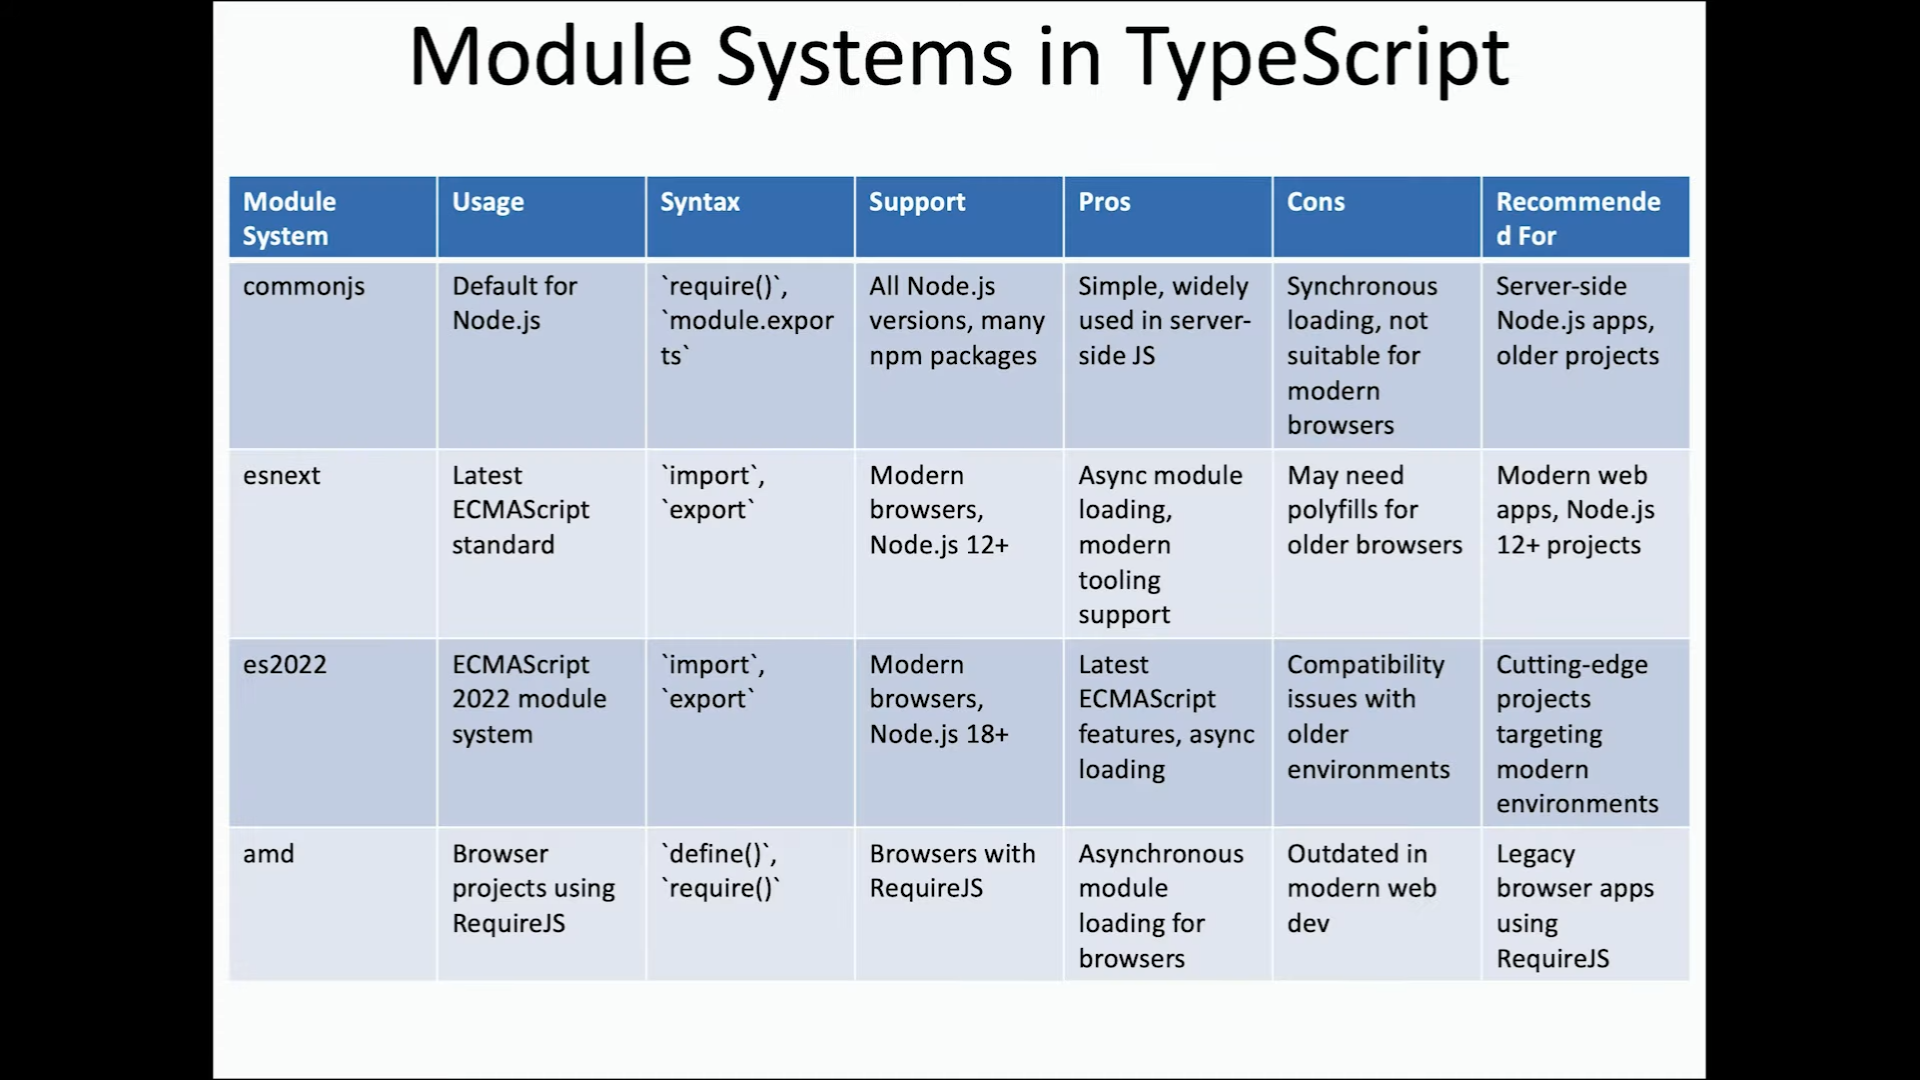 Module Systems in TypeScript
Module
System
Usage
Syntax
Support
Pros
Cons
Recommende
d For
commonjs
Default for
Node.js
`require()`,
`module.expor
ts`
All Node.js
versions, many
npm packages
Simple, widely
used in server-
side JS
Synchronous
loading, not
suitable for
modern
browsers
Server-side
Node.js apps,
older projects
esnext
Latest
ECMAScript
standard
`import`,
`export`
Modern
browsers,
Node.js 12+
Async module
loading,
modern
tooling
support
May need
polyfills for
older browsers
Modern web
apps, Node.js
12+ projects
es2022
ECMAScript
2022 module
system
`import`,
`export`
Modern
browsers,
Node.js 18+
Latest
ECMAScript
features, async
loading
Compatibility
issues with
older
environments
Cutting-edge
projects
targeting
modern
environments
amd
Browser
projects using
RequireJS
`define()`,
`require()`
Browsers with
RequireJS
Asynchronous
module
loading for
browsers
Outdated in
modern web
dev
Legacy
browser apps
using
RequireJS